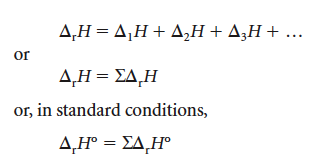 ΔᵣH = Δ₁H + Δ₂H + Δ₃H + ...
or
ΔᵣH = ΣΔᵣH
or, in standard conditions,
ΔᵣH° = ΣΔᵣH°